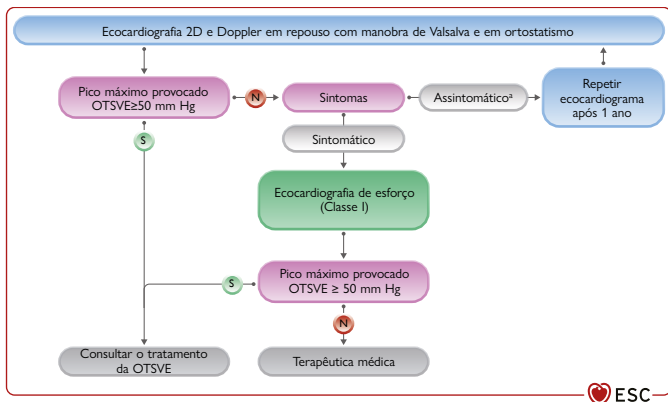 Ecocardiografia 2D e Doppler em repouso com manobra de Valsalva e em ortostatismo
Pico máximo provocado
OTSVE≥50 mm Hg
N
Sintomas
Assintomáticoª
Repetir
ecocardiograma
após 1 ano
S
Sintomático
Ecocardiografia de esforço
(Classe I)
S
Pico máximo provocado
OTSVE ≥ 50 mm Hg
N
Consultar o tratamento
da OTSVE
Terapêutica médica
ESC